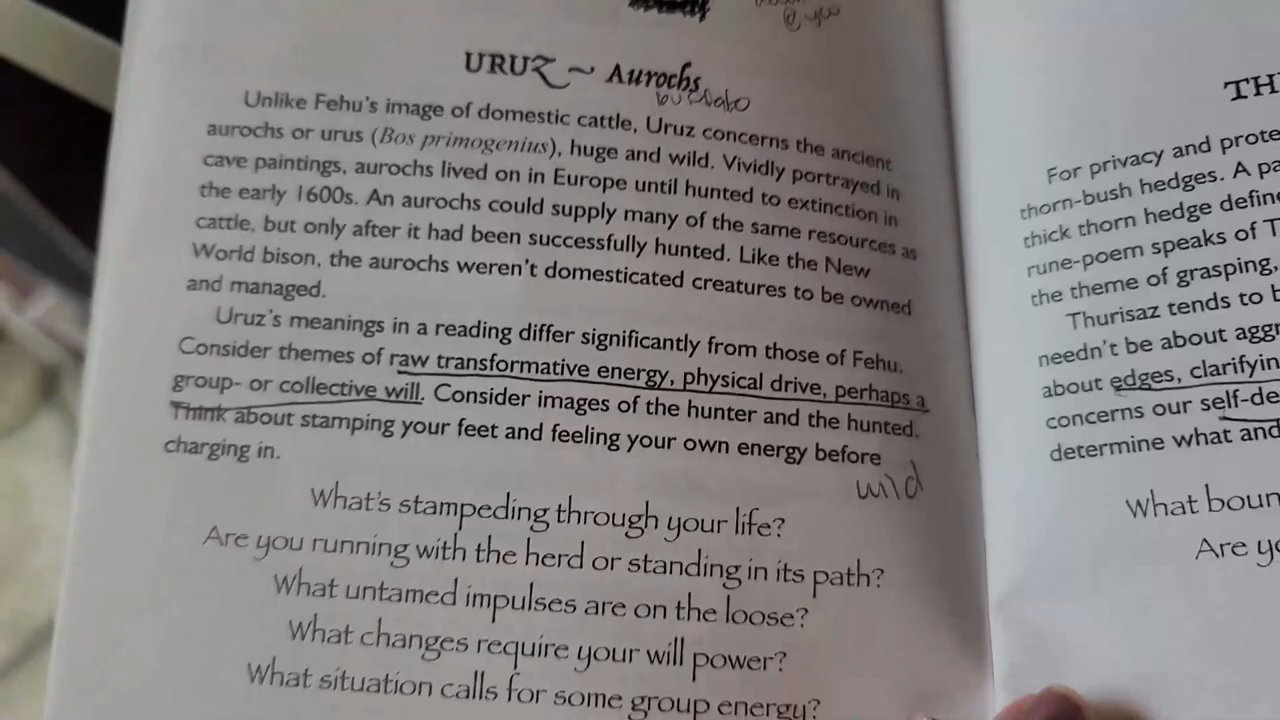 URUZ ~ Aurochs
Unlike Fehu's image of domestic cattle, Uruz concerns the ancient
aurochs or urus (Bos primogenius), huge and wild. Vividly portrayed in
cave paintings, aurochs lived on in Europe until hunted to extinction in
the early 1600s. An aurochs could supply many of the same resources as
cattle, but only after it had been successfully hunted. Like the New
World bison, the aurochs weren't domesticated creatures to be owned
and managed.
Uruz's meanings in a reading differ significantly from those of Fehu.
Consider themes of raw transformative energy, physical drive, perhaps a
group- or collective will. Consider images of the hunter and the hunted.
Think about stamping your feet and feeling your own energy before
charging in.
wild
What's stampeding through your life?
Are you running with the herd or standing in its path?
What untamed impulses are on the loose?
What changes require your will power?
What situation calls for some group energy?
TH
For privacy and prote
thorn-bush hedges. A pa
thick thorn hedge define
rune-poem speaks of T
the theme of grasping,
Thurisaz tends to b
needn't be about aggr
about edges, clarifyin
concerns our self-de
determine what and
What boun
Are yo